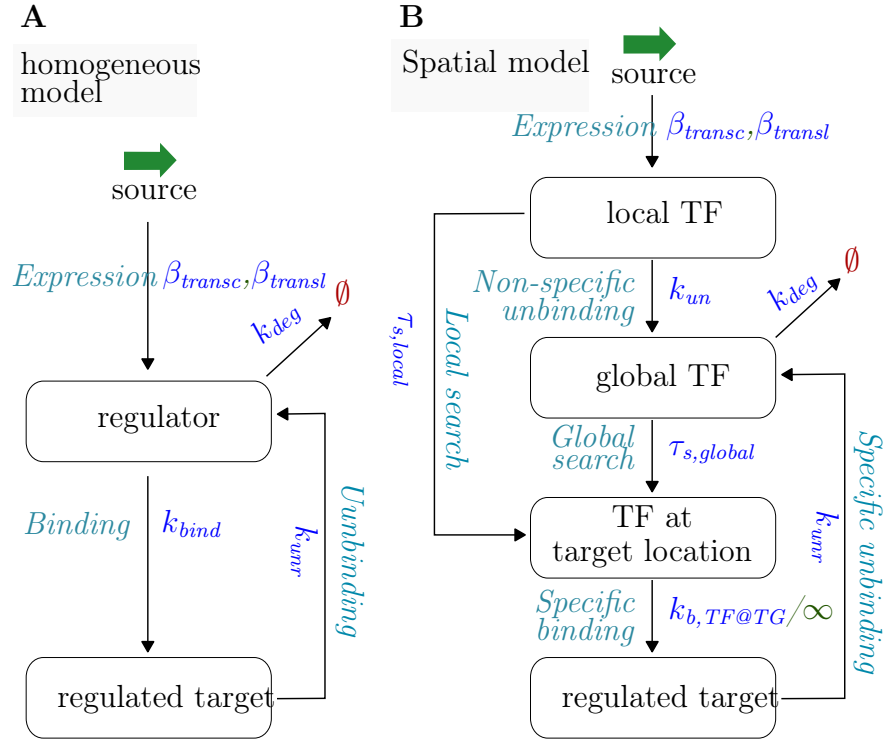 A
homogeneous
model
source
Expression β_transc,β_transl
∅
k_deg
regulator
Binding k_bind
k_unr
Uunbinding
regulated target
B
Spatial model
source
Expression β_transc,β_transl
local TF
Non-specific
unbinding
k_un
k_deg
∅
τ_s,local
Local search
global TF
Global
search
τ_s,global
TF at
target location
Specific
binding
k_b,TF@TG/∞
k_unr
Specific unbinding
regulated target